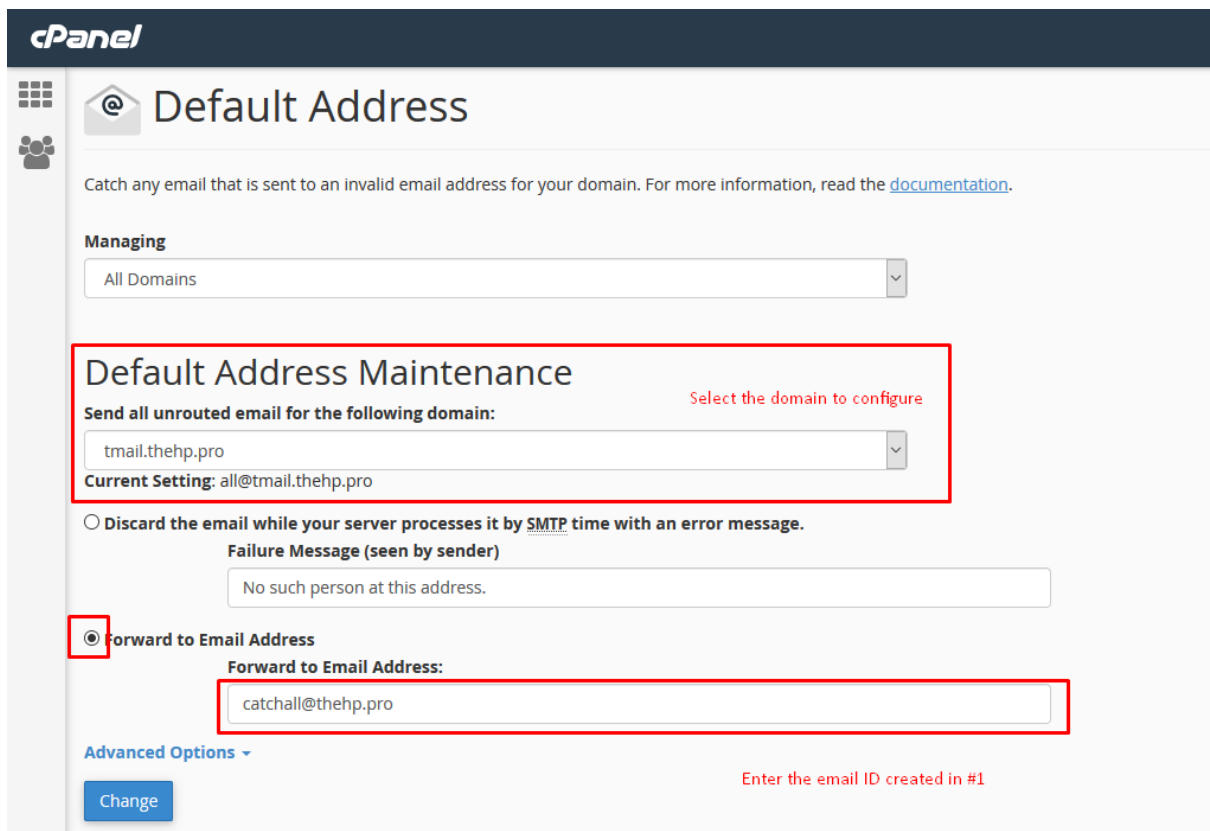 cPanel
@ Default Address
Catch any email that is sent to an invalid email address for your domain. For more information, read the documentation.
Managing
All Domains
Default Address Maintenance
Select the domain to configure
Send all unrouted email for the following domain:
tmail.thehp.pro
Current Setting: all@tmail.thehp.pro
Discard the email while your server processes it by SMTP time with an error message.
Failure Message (seen by sender)
No such person at this address.
Forward to Email Address
Forward to Email Address:
catchall@thehp.pro
Advanced Options
Enter the email ID created in #1
Change